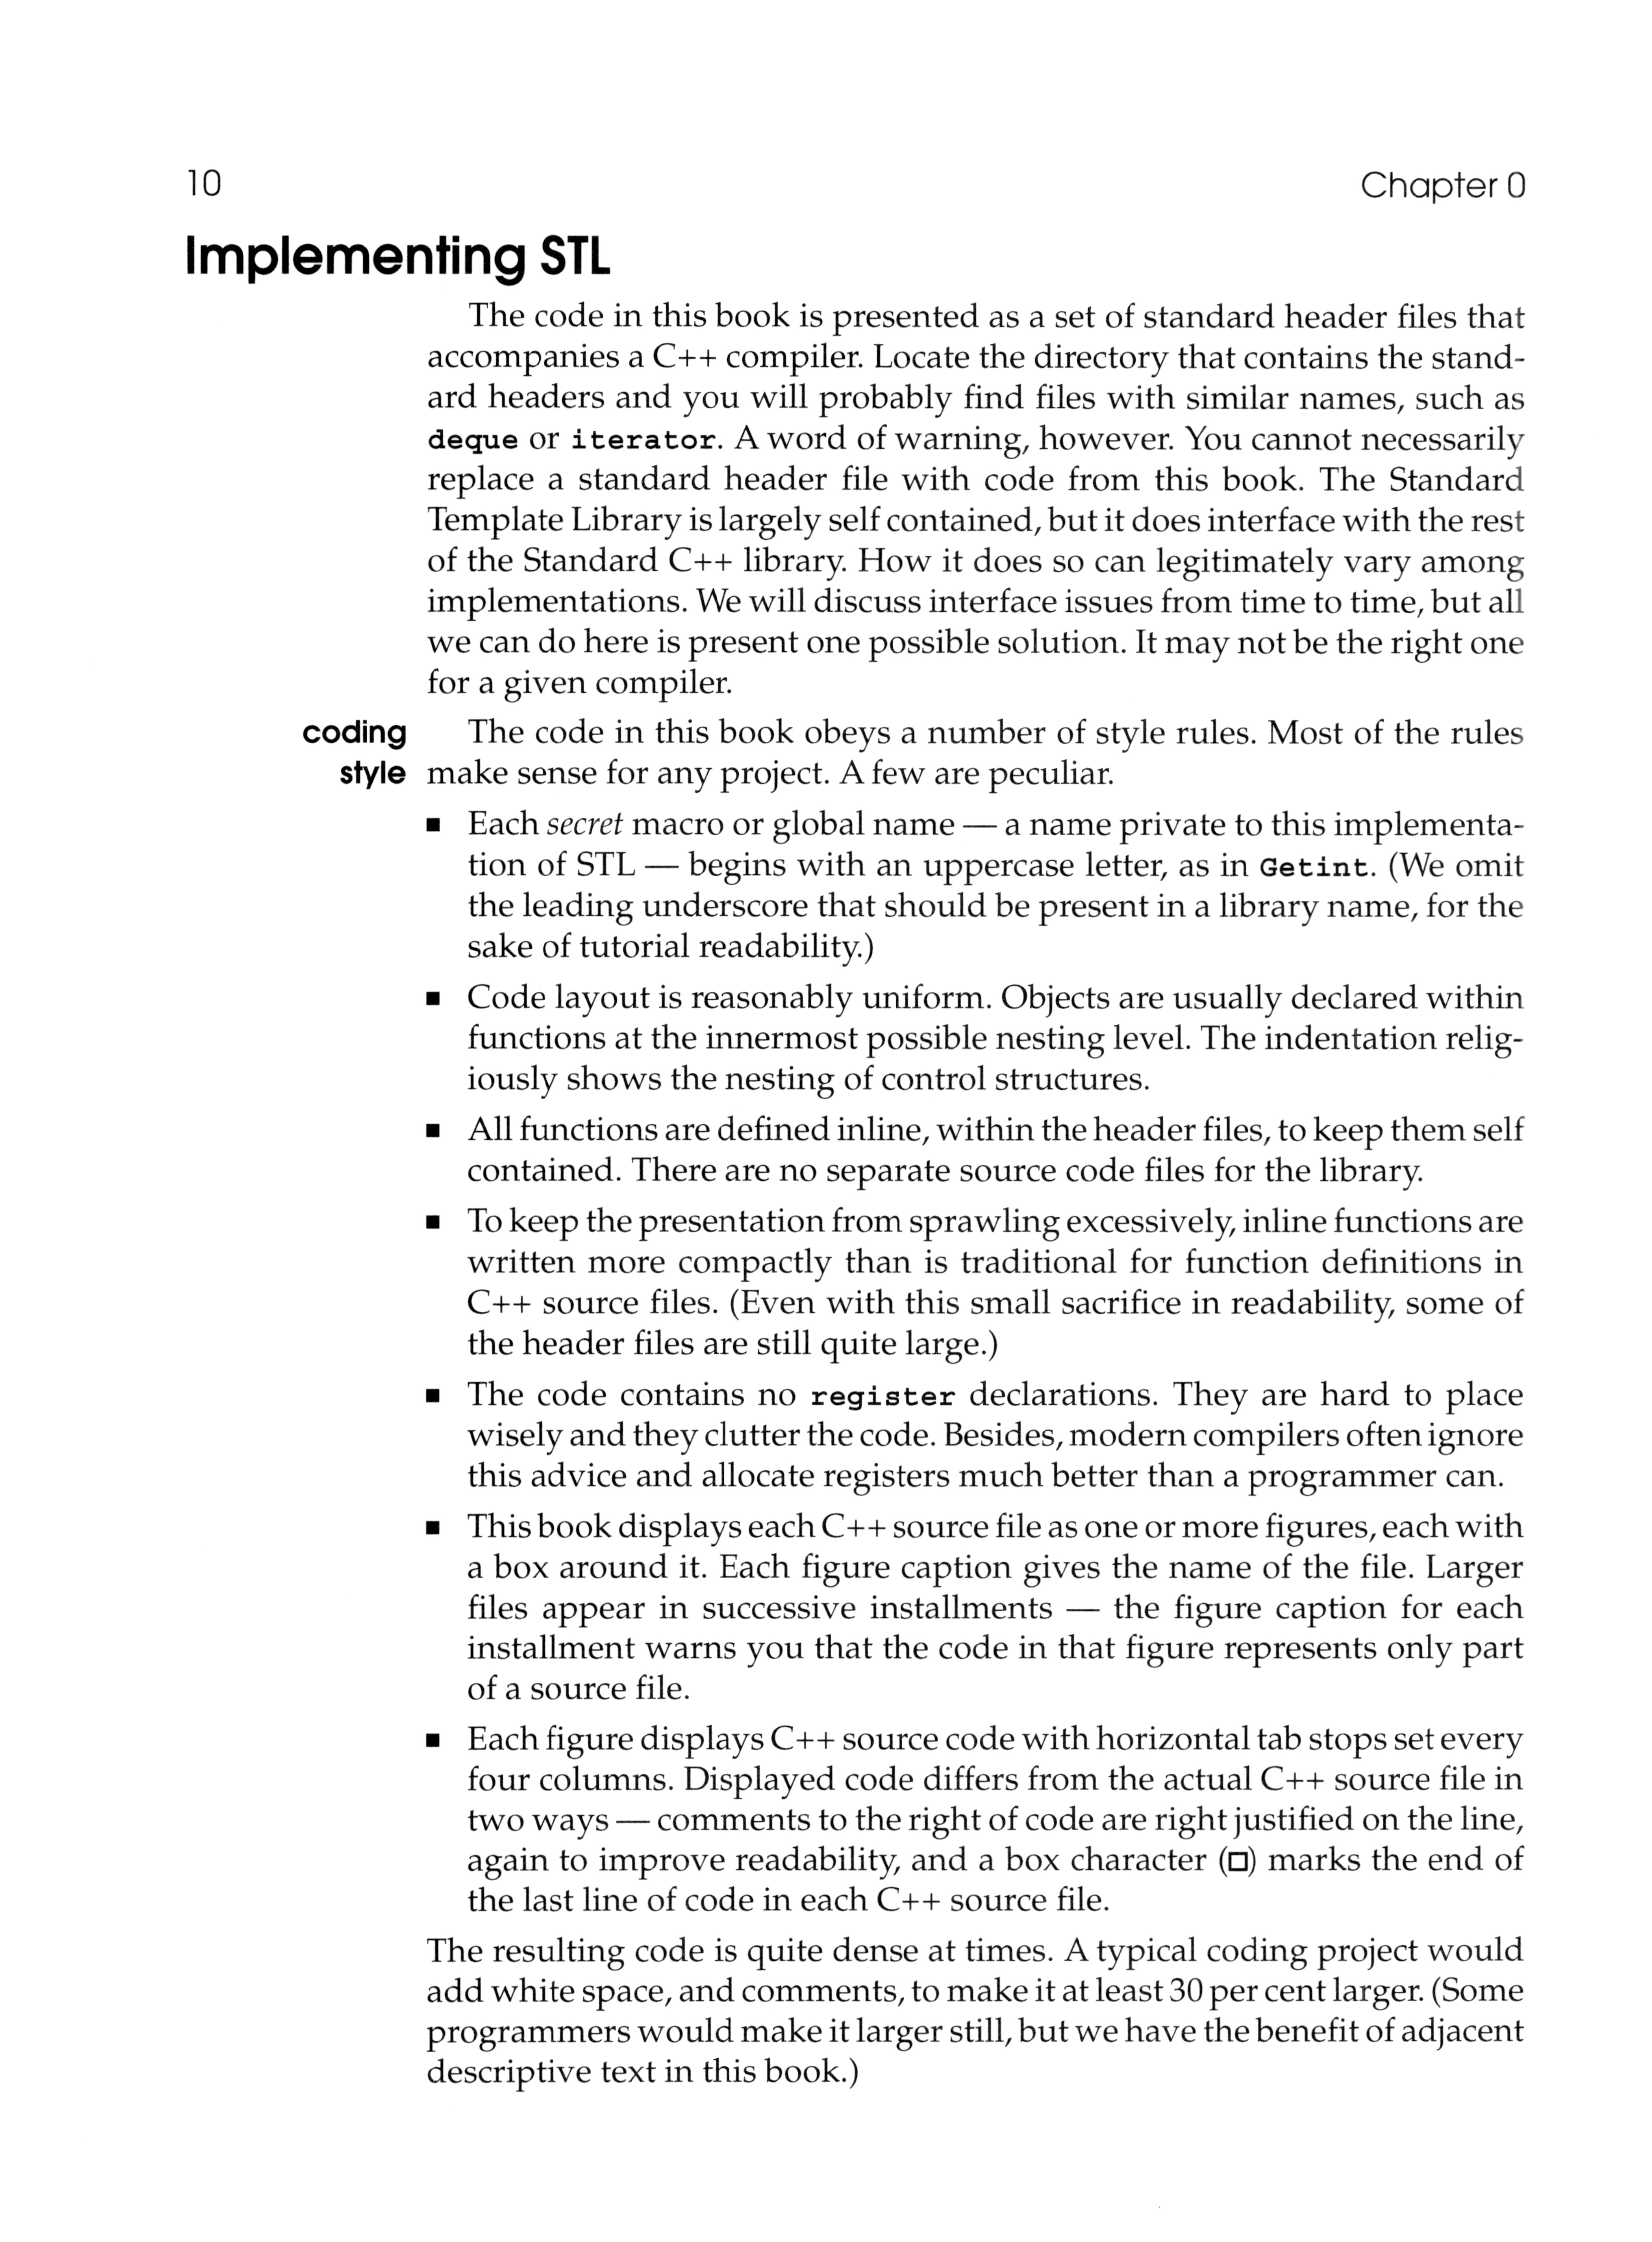 10
Chapter 0
Implementing STL
The code in this book is presented as a set of standard header files that
accompanies a C++ compiler. Locate the directory that contains the stand-
ard headers and you will probably find files with similar names, such as
deque or iterator. A word of warning, however. You cannot necessarily
replace a standard header file with code from this book. The Standard
Template Library is largely self contained, but it does interface with the rest
of the Standard C++ library. How it does so can legitimately vary among
implementations. We will discuss interface issues from time to time, but all
we can do here is present one possible solution. It may not be the right one
for a given compiler.
coding The code in this book obeys a number of style rules. Most of the rules
style make sense for any project. A few are peculiar.
■ Each secret macro or global name — a name private to this implementa-
tion of STL — begins with an uppercase letter, as in Getint. (We omit
the leading underscore that should be present in a library name, for the
sake of tutorial readability.)
■ Code layout is reasonably uniform. Objects are usually declared within
functions at the innermost possible nesting level. The indentation relig-
iously shows the nesting of control structures.
■ All functions are defined inline, within the header files, to keep them self
contained. There are no separate source code files for the library.
■ To keep the presentation from sprawling excessively, inline functions are
written more compactly than is traditional for function definitions in
C++ source files. (Even with this small sacrifice in readability, some of
the header files are still quite large.)
■ The code contains no register declarations. They are hard to place
wisely and they clutter the code. Besides, modern compilers often ignore
this advice and allocate registers much better than a programmer can.
■ This book displays each C++ source file as one or more figures, each with
a box around it. Each figure caption gives the name of the file. Larger
files appear in successive installments — the figure caption for each
installment warns you that the code in that figure represents only part
of a source file.
■ Each figure displays C++ source code with horizontal tab stops set every
four columns. Displayed code differs from the actual C++ source file in
two ways — comments to the right of code are right justified on the line,
again to improve readability, and a box character (□) marks the end of
the last line of code in each C++ source file.
The resulting code is quite dense at times. A typical coding project would
add white space, and comments, to make it at least 30 per cent larger. (Some
programmers would make it larger still, but we have the benefit of adjacent
descriptive text in this book.)